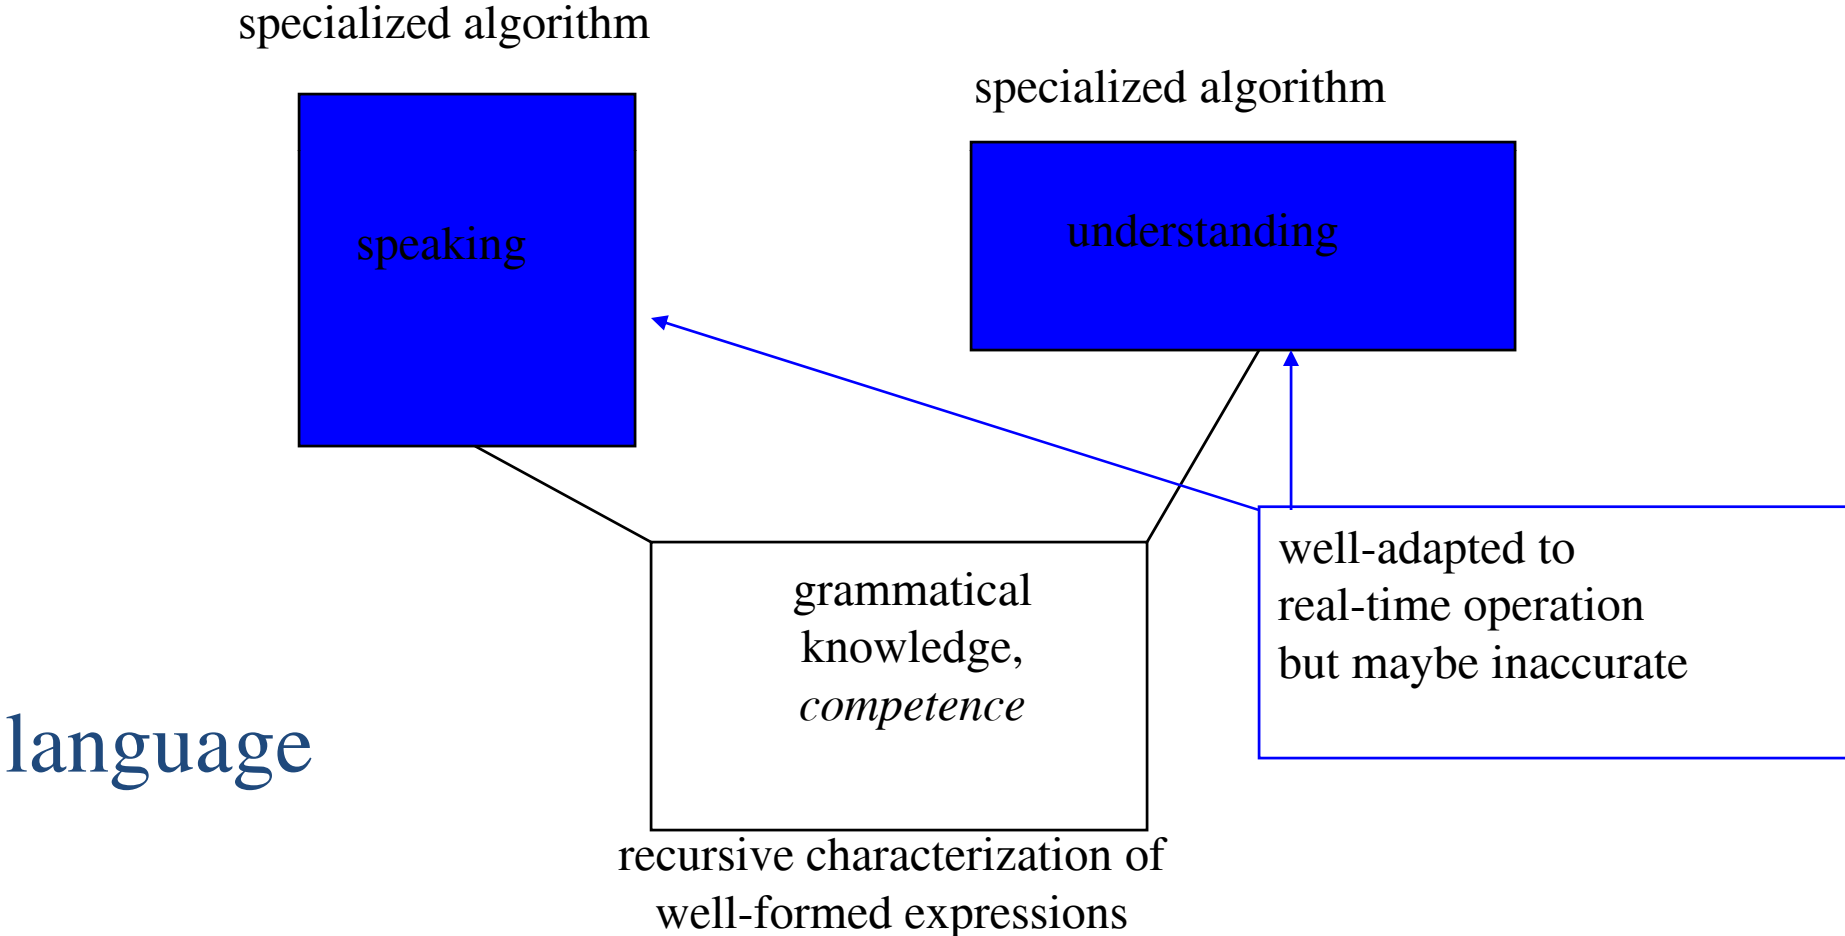 specialized algorithm
specialized algorithm
speaking
understanding
grammatical
knowledge,
competence
well-adapted to
real-time operation
but maybe inaccurate
language
recursive characterization of
well-formed expressions